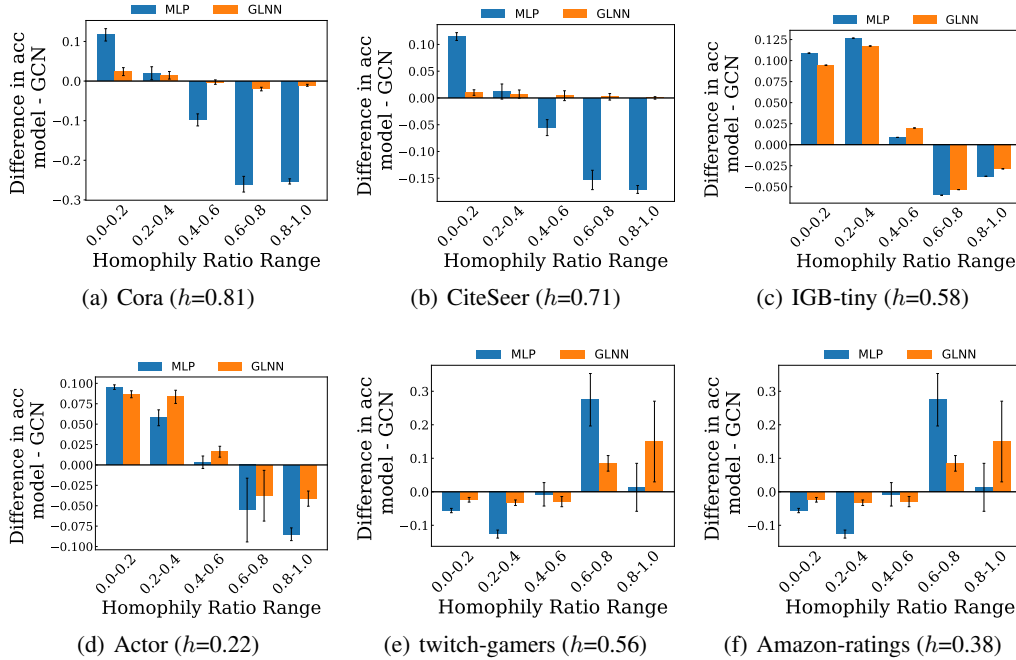 MLP GLNN
Difference in acc
model - GCN
0.1
0.0
−0.1
−0.2
−0.3
0.0-0.2
0.2-0.4
0.4-0.6
0.6-0.8
0.8-1.0
Homophily Ratio Range
(a) Cora (h=0.81)
MLP GLNN
Difference in acc
model - GCN
0.10
0.05
0.00
−0.05
−0.10
−0.15
0.0-0.2
0.2-0.4
0.4-0.6
0.6-0.8
0.8-1.0
Homophily Ratio Range
(b) CiteSeer (h=0.71)
MLP GLNN
Difference in acc
model - GCN
0.125
0.100
0.075
0.050
0.025
0.000
−0.025
−0.050
0.0-0.2
0.2-0.4
0.4-0.6
0.6-0.8
0.8-1.0
Homophily Ratio Range
(c) IGB-tiny (h=0.58)
MLP GLNN
Difference in acc
model - GCN
0.100
0.075
0.050
0.025
0.000
−0.025
−0.050
−0.075
−0.100
0.0-0.2
0.2-0.4
0.4-0.6
0.6-0.8
0.8-1.0
Homophily Ratio Range
(d) Actor (h=0.22)
MLP GLNN
Difference in acc
model - GCN
0.3
0.2
0.1
0.0
−0.1
0.0-0.2
0.2-0.4
0.4-0.6
0.6-0.8
0.8-1.0
Homophily Ratio Range
(e) twitch-gamers (h=0.56)
MLP GLNN
Difference in acc
model - GCN
0.3
0.2
0.1
0.0
−0.1
0.0-0.2
0.2-0.4
0.4-0.6
0.6-0.8
0.8-1.0
Homophily Ratio Range
(f) Amazon-ratings (h=0.38)